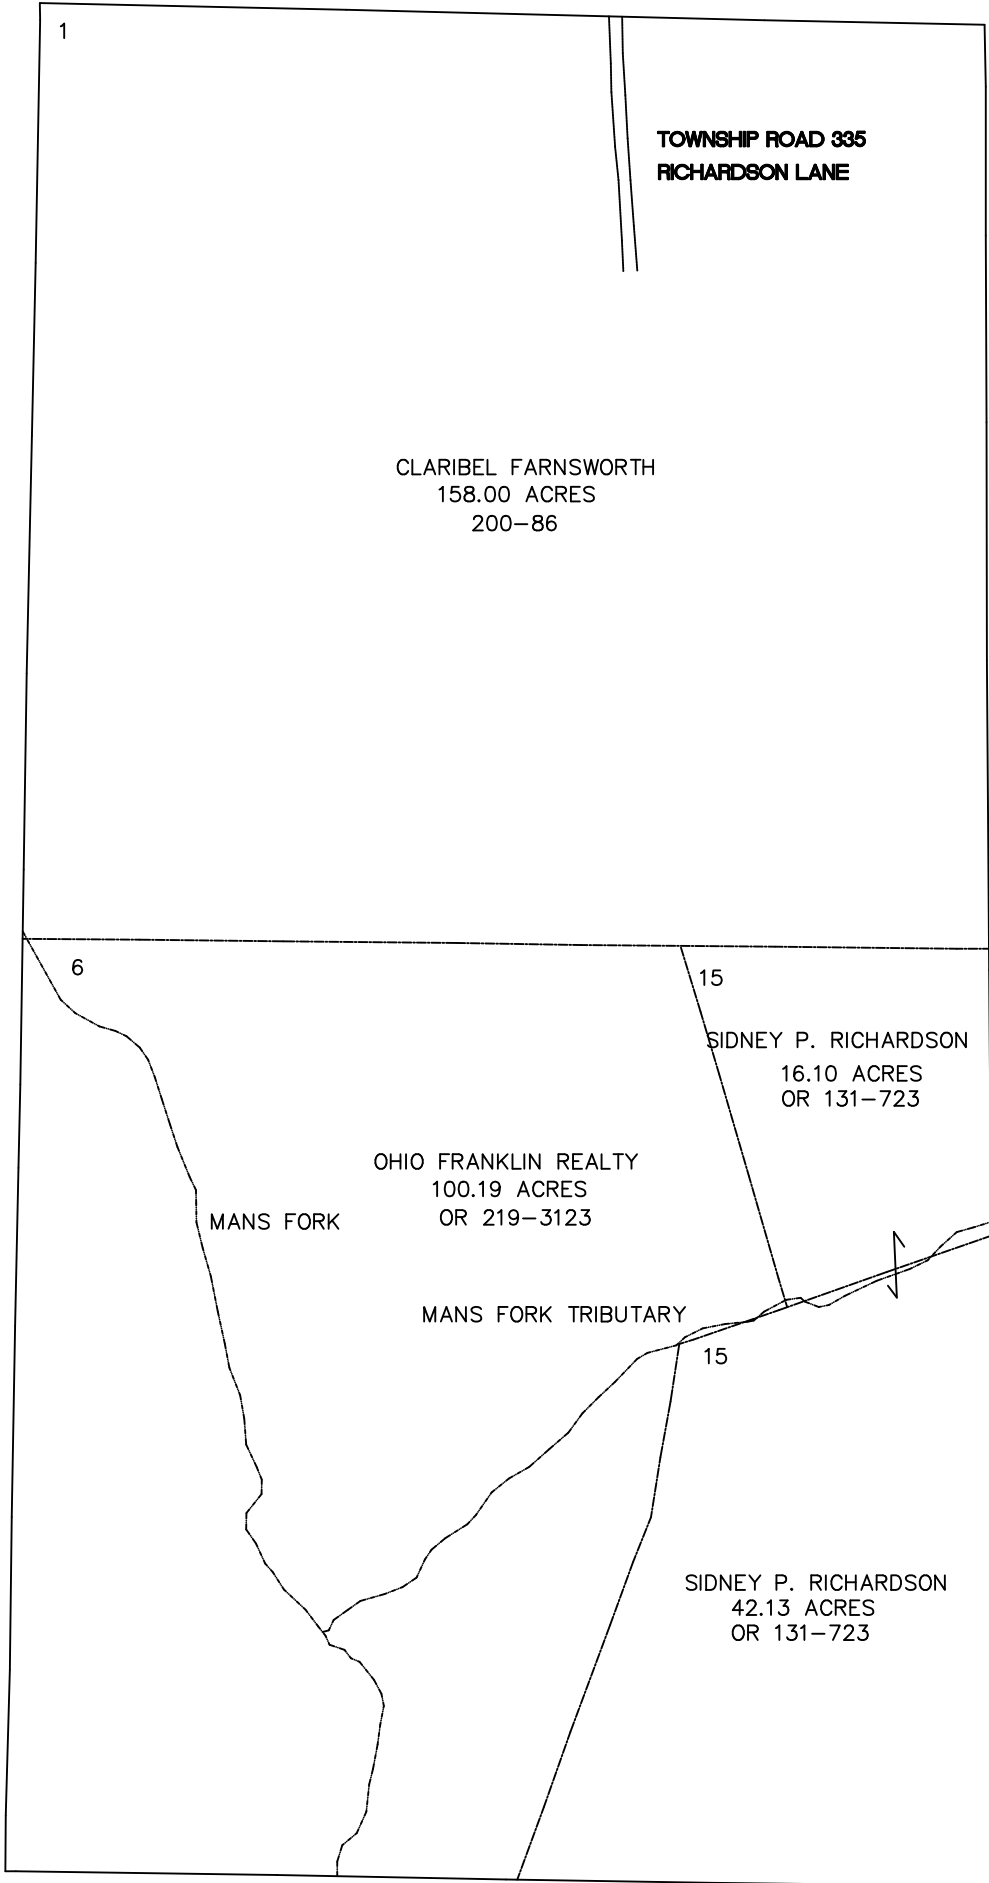 1
TOWNSHIP ROAD 335
RICHARDSON LANE
CLARIBEL FARNSWORTH
158.00 ACRES
200-86
6
15
SIDNEY P. RICHARDSON
16.10 ACRES
OR 131-723
OHIO FRANKLIN REALTY
100.19 ACRES
OR 219-3123
MANS FORK
MANS FORK TRIBUTARY
15
SIDNEY P. RICHARDSON
42.13 ACRES
OR 131-723